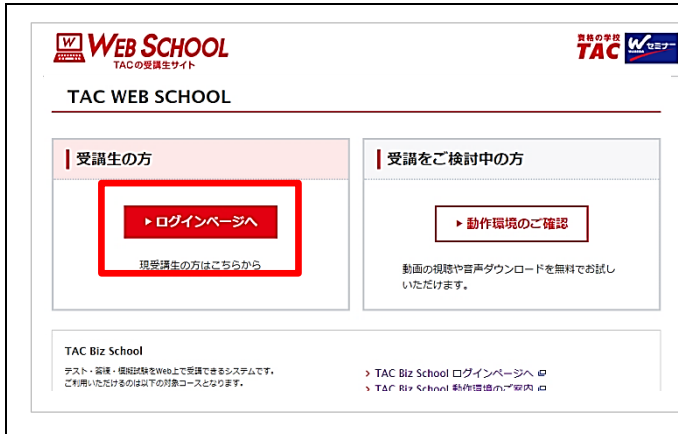 WEB SCHOOL
TACの受講生サイト
資格の学校
TAC Wセミナー
TAC WEB SCHOOL
受講生の方
ログインページへ
現受講生の方はこちらから
受講をご検討中の方
動作環境のご確認
動画の視聴や音声ダウンロードを無料でお試し
いただけます。
TAC Biz School
テスト・答練・模擬試験をWeb上で受講できるシステムです。
ご利用いただけるのは以下の対象コースとなります。
TAC Biz School ログインページへ
TAC Biz School 動作環境のご案内